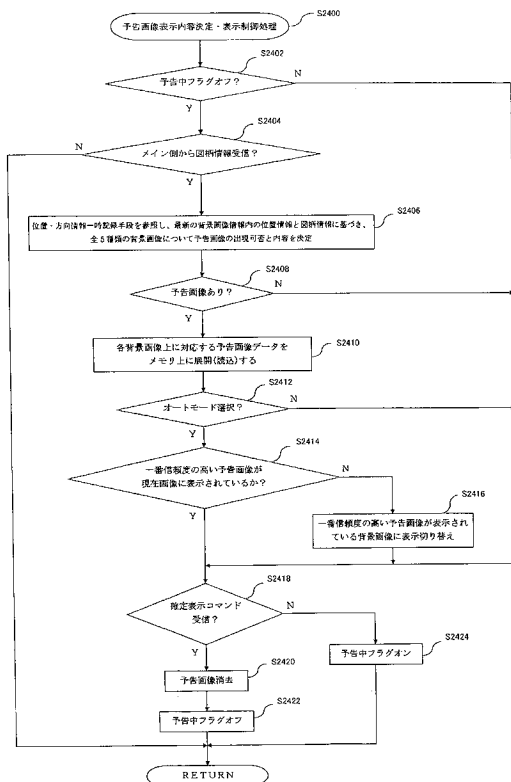 予告画像表示内容決定・表示制御処理
S2400
S2402
予告中フラグオフ?
N
Y
S2404
N
メイン側から図柄情報受信?
Y
S2406
位置・方向情報一時記録手段を参照し、最新の背景画像情報内の位置情報と図柄情報に基づき、
全5種類の背景画像について予告画像の出現可否と内容を決定
S2408
予告画像あり?
N
Y
各背景画像上に対応する予告画像データを
メモリ上に展開(読込)する
S2410
S2412
オートモード選択?
N
Y
S2414
一番信頼度の高い予告画像が
現在画像に表示されているか?
N
Y
S2416
一番信頼度の高い予告画像が表示され
ている背景画像に表示切り替え
S2418
確定表示コマンド
受信?
N
Y
S2424
予告中フラグオン
S2420
予告画像消去
S2422
予告中フラグオフ
RETURN